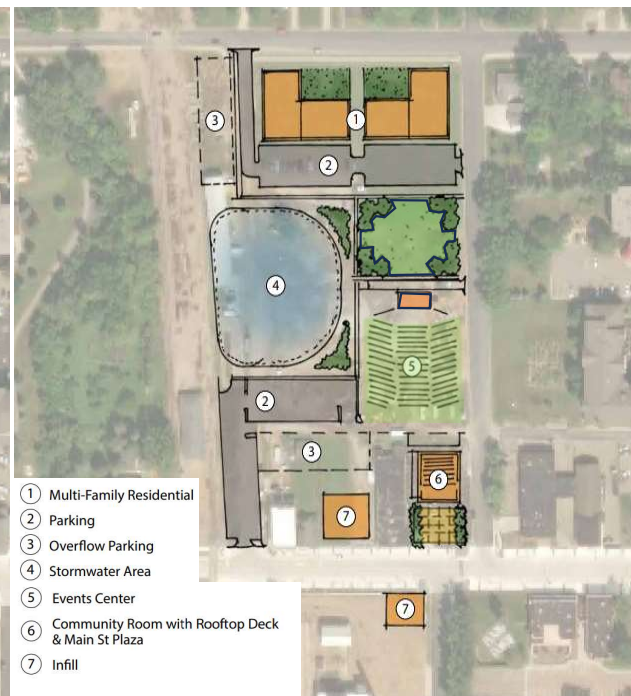 1
3
2
4
5
2
3
6
7
7
1 Multi-Family Residential
2 Parking
3 Overflow Parking
4 Stormwater Area
5 Events Center
6 Community Room with Rooftop Deck
& Main St Plaza
7 Infill